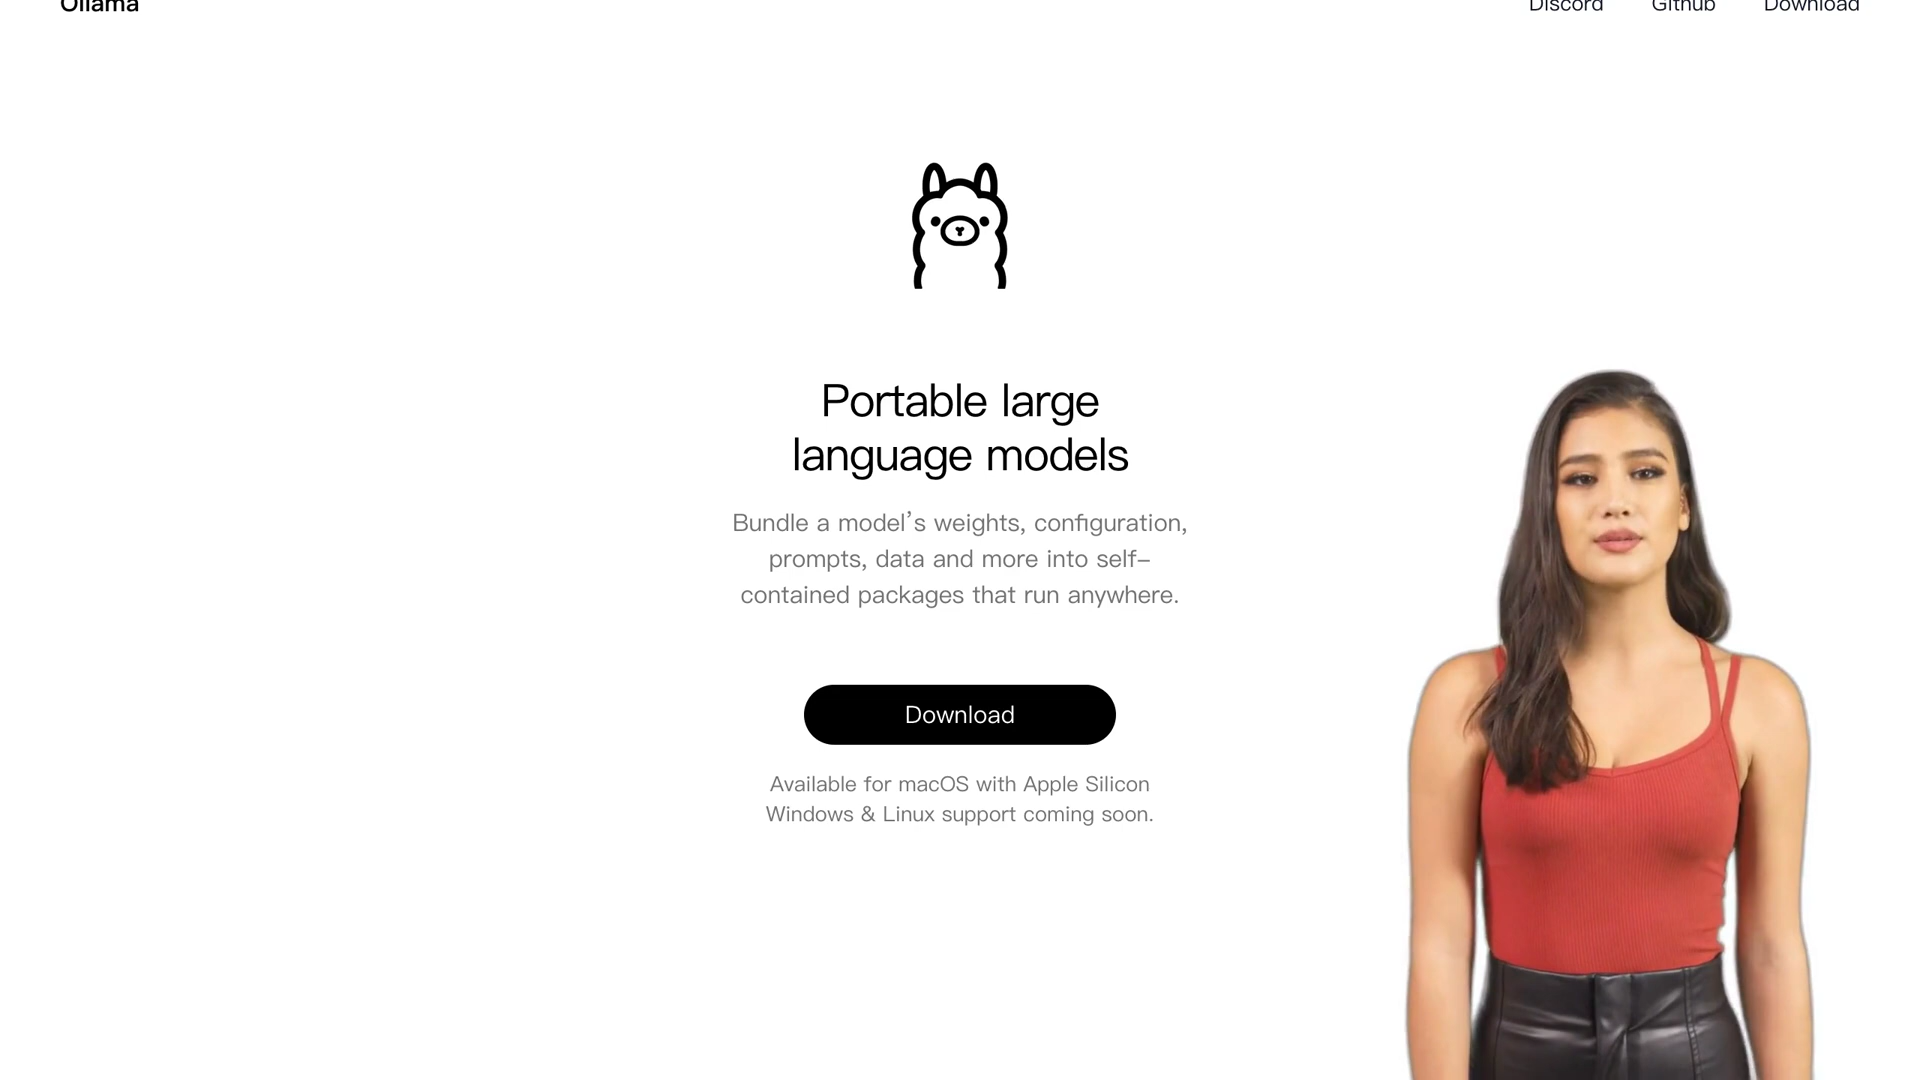 Ollama
Discord Github Download
Portable large
language models
Bundle a model’s weights, configuration,
prompts, data and more into self-
contained packages that run anywhere.
Download
Available for macOS with Apple Silicon
Windows & Linux support coming soon.